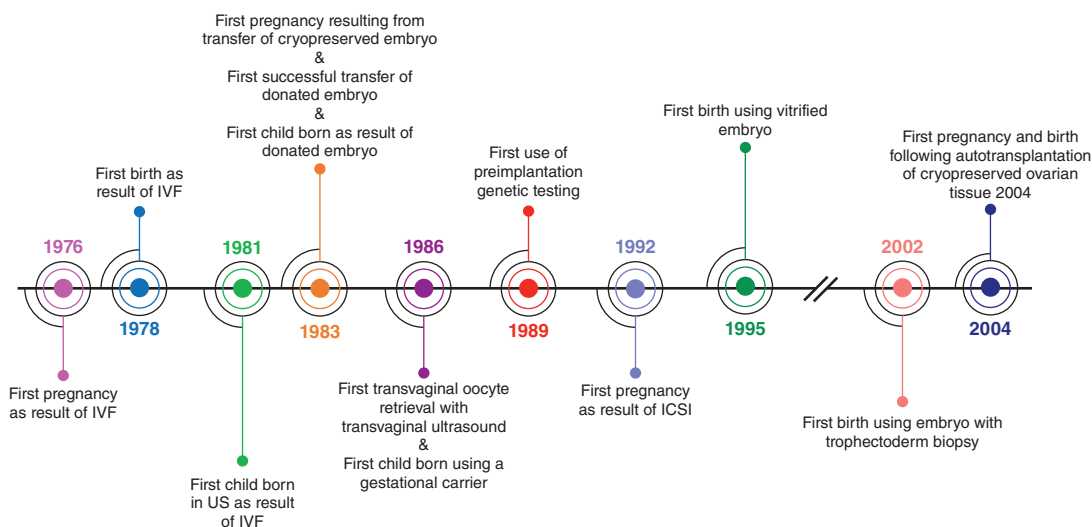 1976
First pregnancy
as result of IVF
First birth as
result of IVF
1978
1981
First child born
in US as result
of IVF
First pregnancy resulting from
transfer of cryopreserved embryo
&
First successful transfer of
donated embryo
&
First child born as result of
donated embryo
1983
1986
First transvaginal oocyte
retrieval with
transvaginal ultrasound
&
First child born using a
gestational carrier
First use of
preimplantation
genetic testing
1989
1992
First pregnancy
as result of ICSI
First birth using vitrified
embryo
1995
2002
First birth using embryo with
trophectoderm biopsy
First pregnancy and birth
following autotransplantation
of cryopreserved ovarian
tissue 2004
2004